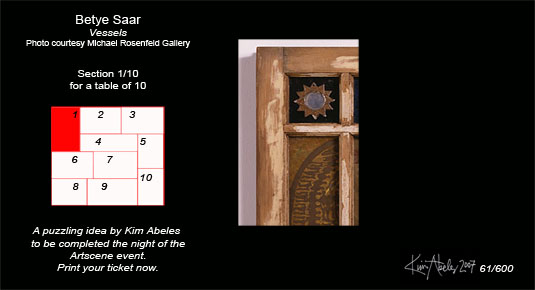 Betye Saar
Vessels
Photo courtesy Michael Rosenfeld Gallery
Section 1/10
for a table of 10
1 2 3
4 5
6 7
8 9 10
A puzzling idea by Kim Abeles
to be completed the night of the
Artscene event.
Print your ticket now.
Kim Abeles 2007 61/600